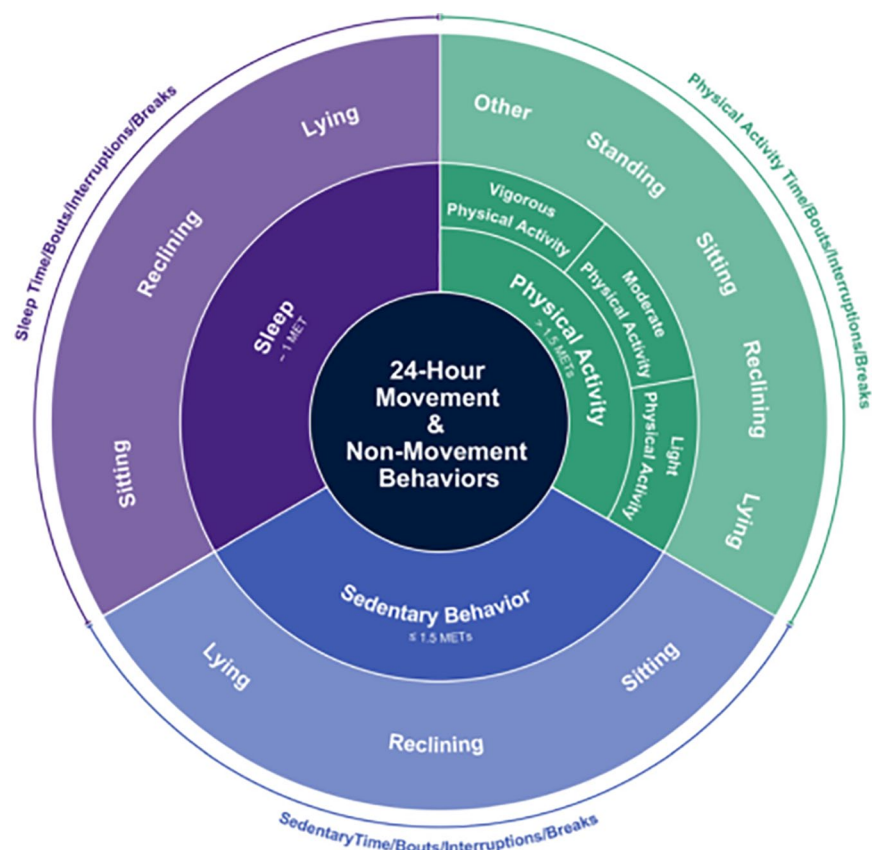 24-Hour
Movement
&
Non-Movement
Behaviors
Physical Activity
> 1.5 METs
Vigorous
Physical Activity
Moderate
Physical Activity
Light
Physical Activity
Other
Standing
Sitting
Reclining
Lying
Physical Activity Time/Bouts/Interruptions/Breaks
Sedentary Behavior
≤ 1.5 METs
Sitting
Reclining
Lying
SedentaryTime/Bouts/Interruptions/Breaks
Sleep
~ 1 MET
Sitting
Reclining
Lying
Sleep Time/Bouts/Interruptions/Breaks